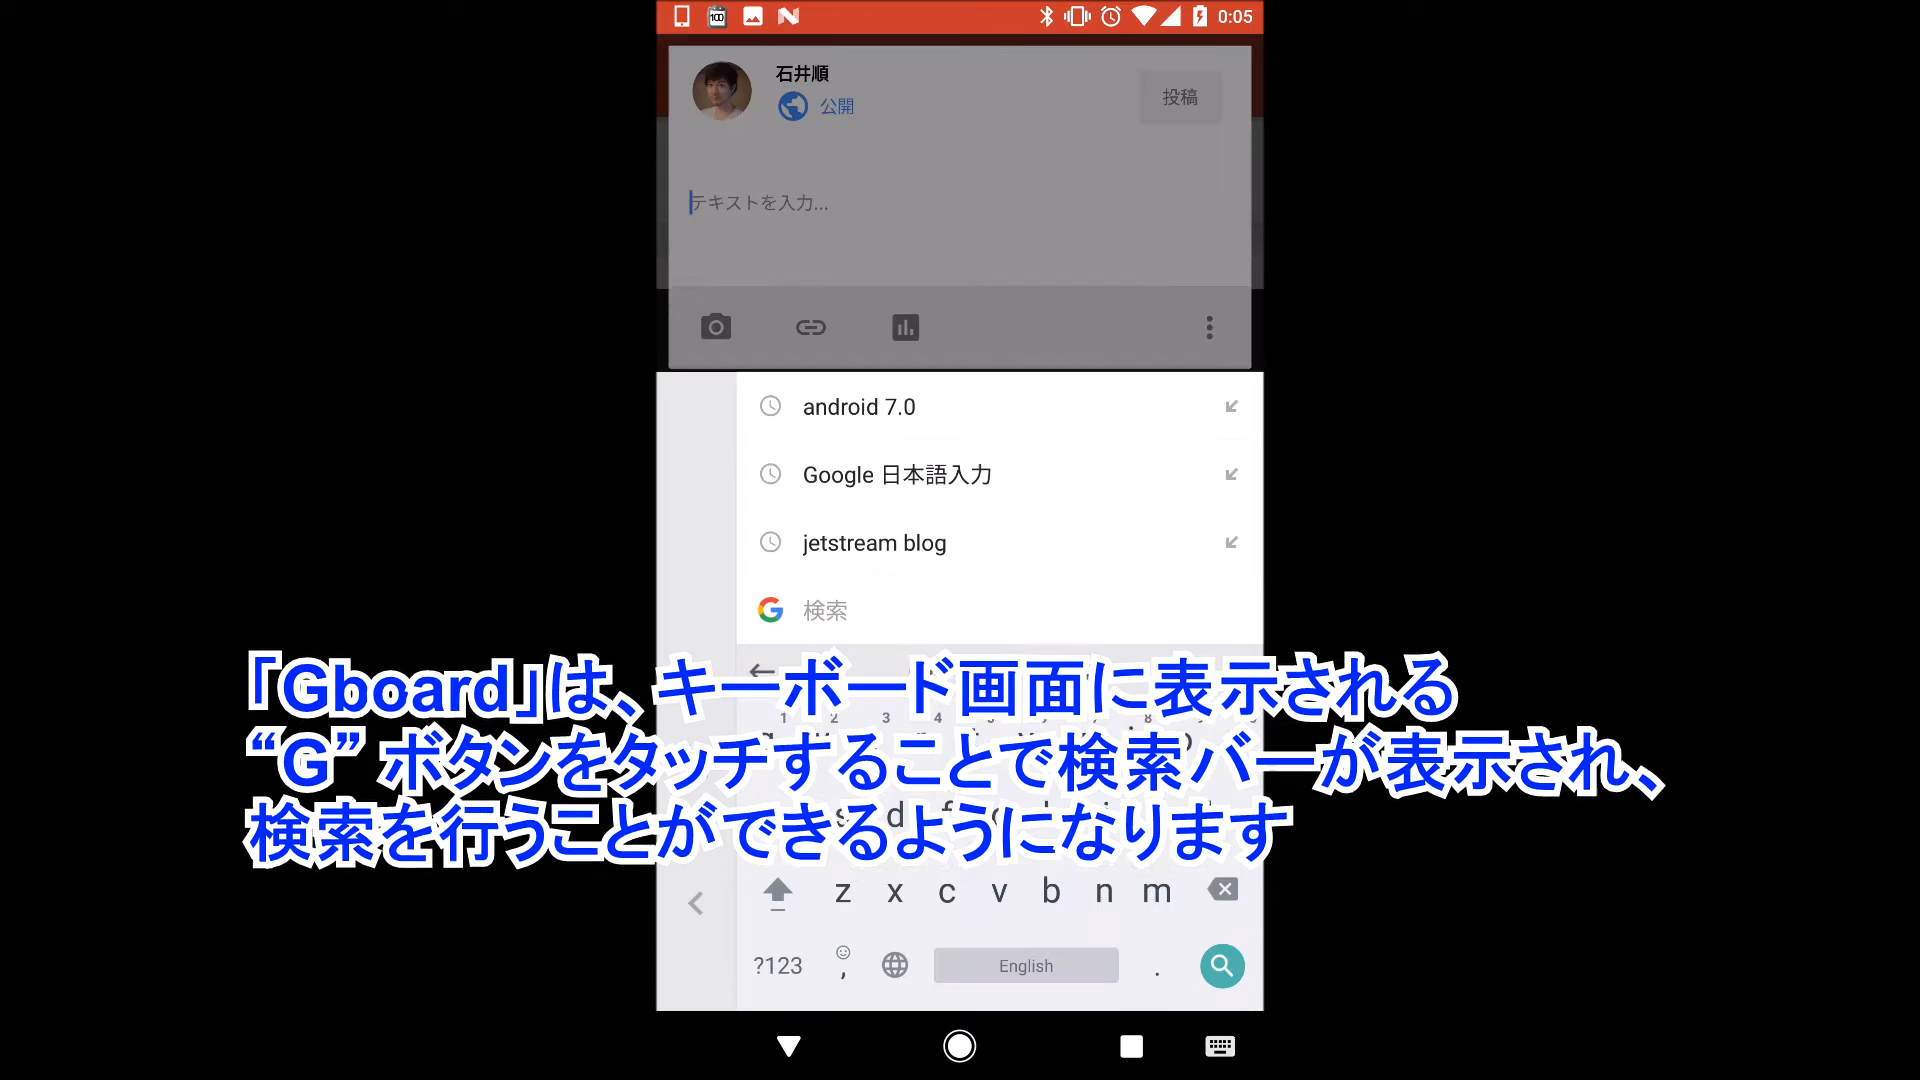 0:05
石井順
公開
投稿
テキストを入力...
android 7.0
Google 日本語入力
jetstream blog
検索
「Gboard」は、キーボード画面に表示される
“G” ボタンをタッチすることで検索バーが表示され、
検索を行うことができるようになります
z x c v b n m
?123 , English .